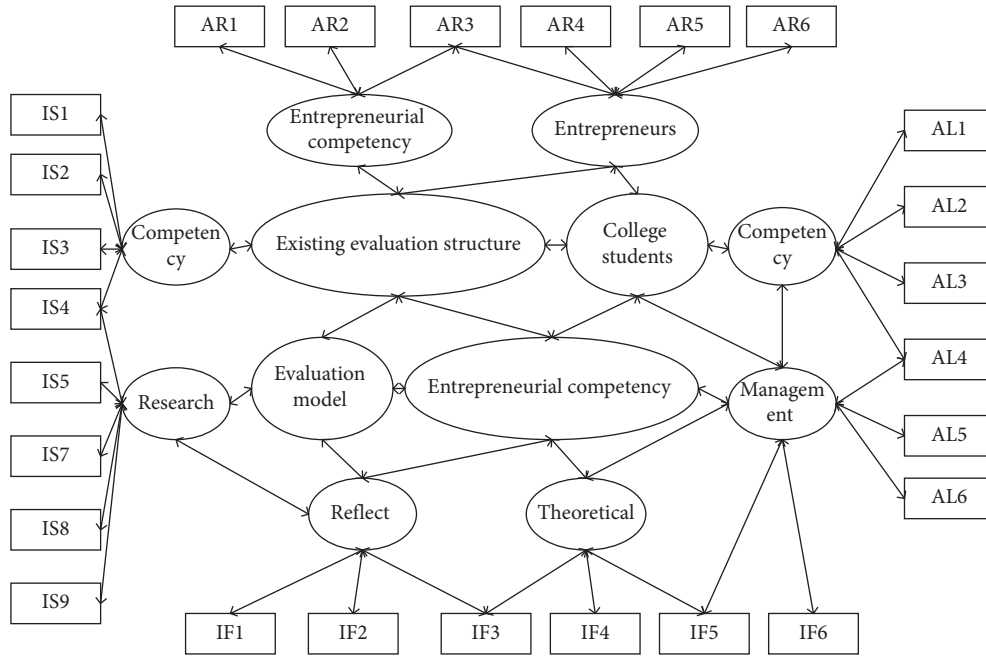 AR1
AR2
AR3
AR4
AR5
AR6
IS1
IS2
IS3
IS4
IS5
IS7
IS8
IS9
Entrepreneurial
competency
Entrepreneurs
Competen
cy
Existing evaluation structure
College
students
Competen
cy
Research
Evaluation
model
Entrepreneurial competency
Managem
ent
Reflect
Theoretical
AL1
AL2
AL3
AL4
AL5
AL6
IF1
IF2
IF3
IF4
IF5
IF6